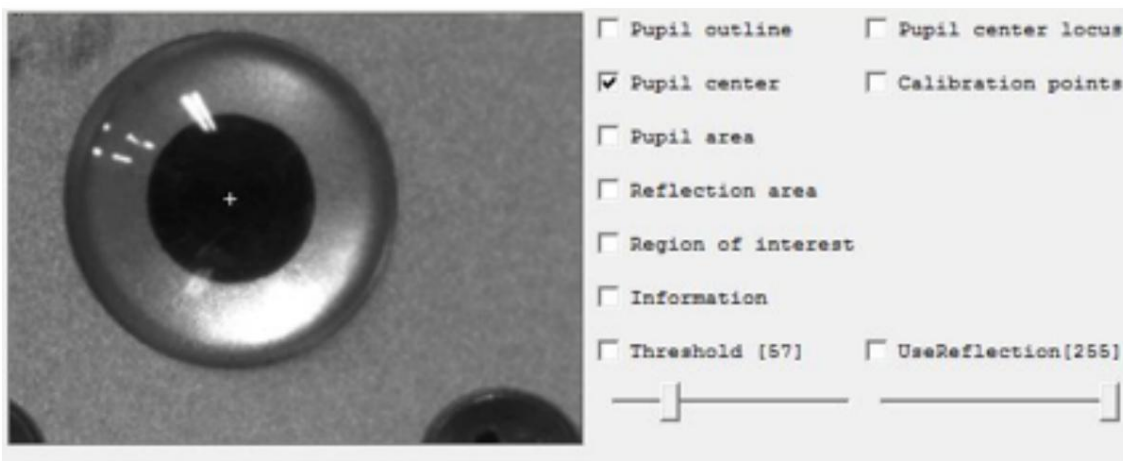 Pupil outline Pupil center locus
Pupil center Calibration points
Pupil area
Reflection area
Region of interest
Information
Threshold [57] UseReflection[255]